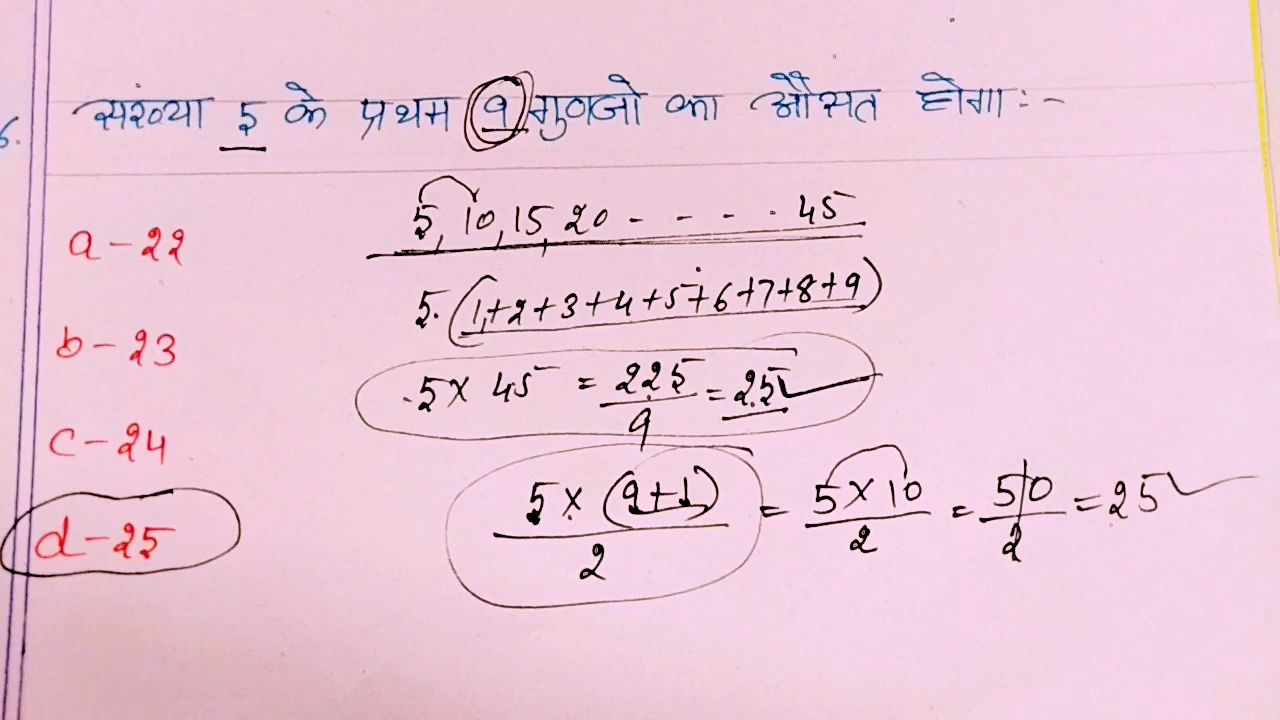 6. संख्या 5 के प्रथम 9 गुणजो का औसत होगा :-
5, 10, 15, 20 - - - - . 45
a - 22
5. (1+2+3+4+5+6+7+8+9)
b - 23
.5 × 45 = 225/9 = 25 ✓
c - 24
5 × (9+1)/2 = 5 × 10/2 = 50/2 = 25 ✓
d - 25